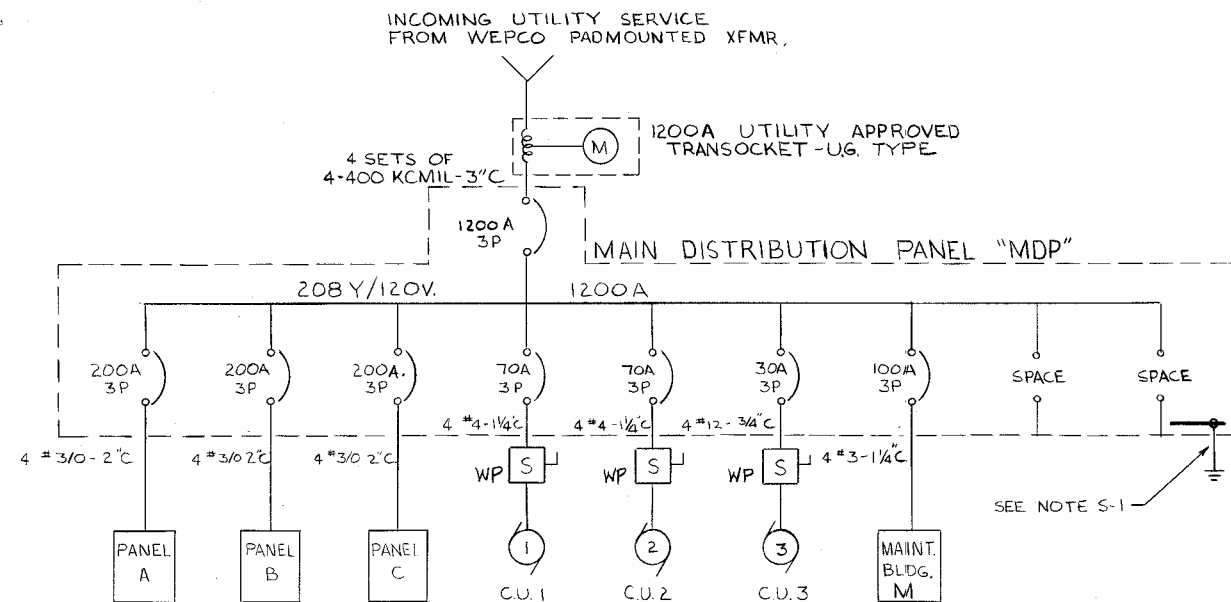 INCOMING UTILITY SERVICE
FROM WEPCO PADMOUNTED XFMR.
M
1200A UTILITY APPROVED
TRANSOCKET-U.G. TYPE
4 SETS OF
4-400 KCMIL-3"C
1200A
3P
MAIN DISTRIBUTION PANEL "MDP"
208Y/120V.
1200A
200A
3P
200A
3P
200A.
3P
70A
3P
70A
3P
30A
3P
100A
3P
SPACE
SPACE
4 #3/0-2"C
4 #3/0 2"C
4 #3/0 2"C
4 #4-1¼"C
4 #4-1¼"C
4 #12-3/4"C
4 #3-1¼"C
WP
S
WP
S
WP
S
SEE NOTE S-1
PANEL
A
PANEL
B
PANEL
C
1
C.U.1
2
C.U.2
3
C.U.3
MAINT.
BLDG.
M